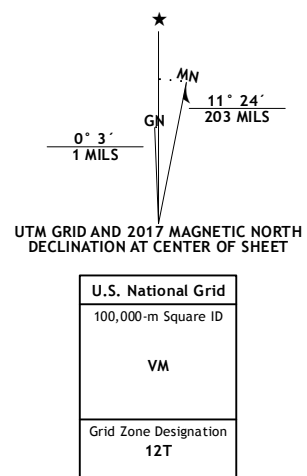 ★
MN
GN
11° 24´
203 MILS
0° 3´
1 MILS
UTM GRID AND 2017 MAGNETIC NORTH
DECLINATION AT CENTER OF SHEET
U.S. National Grid
100,000-m Square ID
VM
Grid Zone Designation
12T